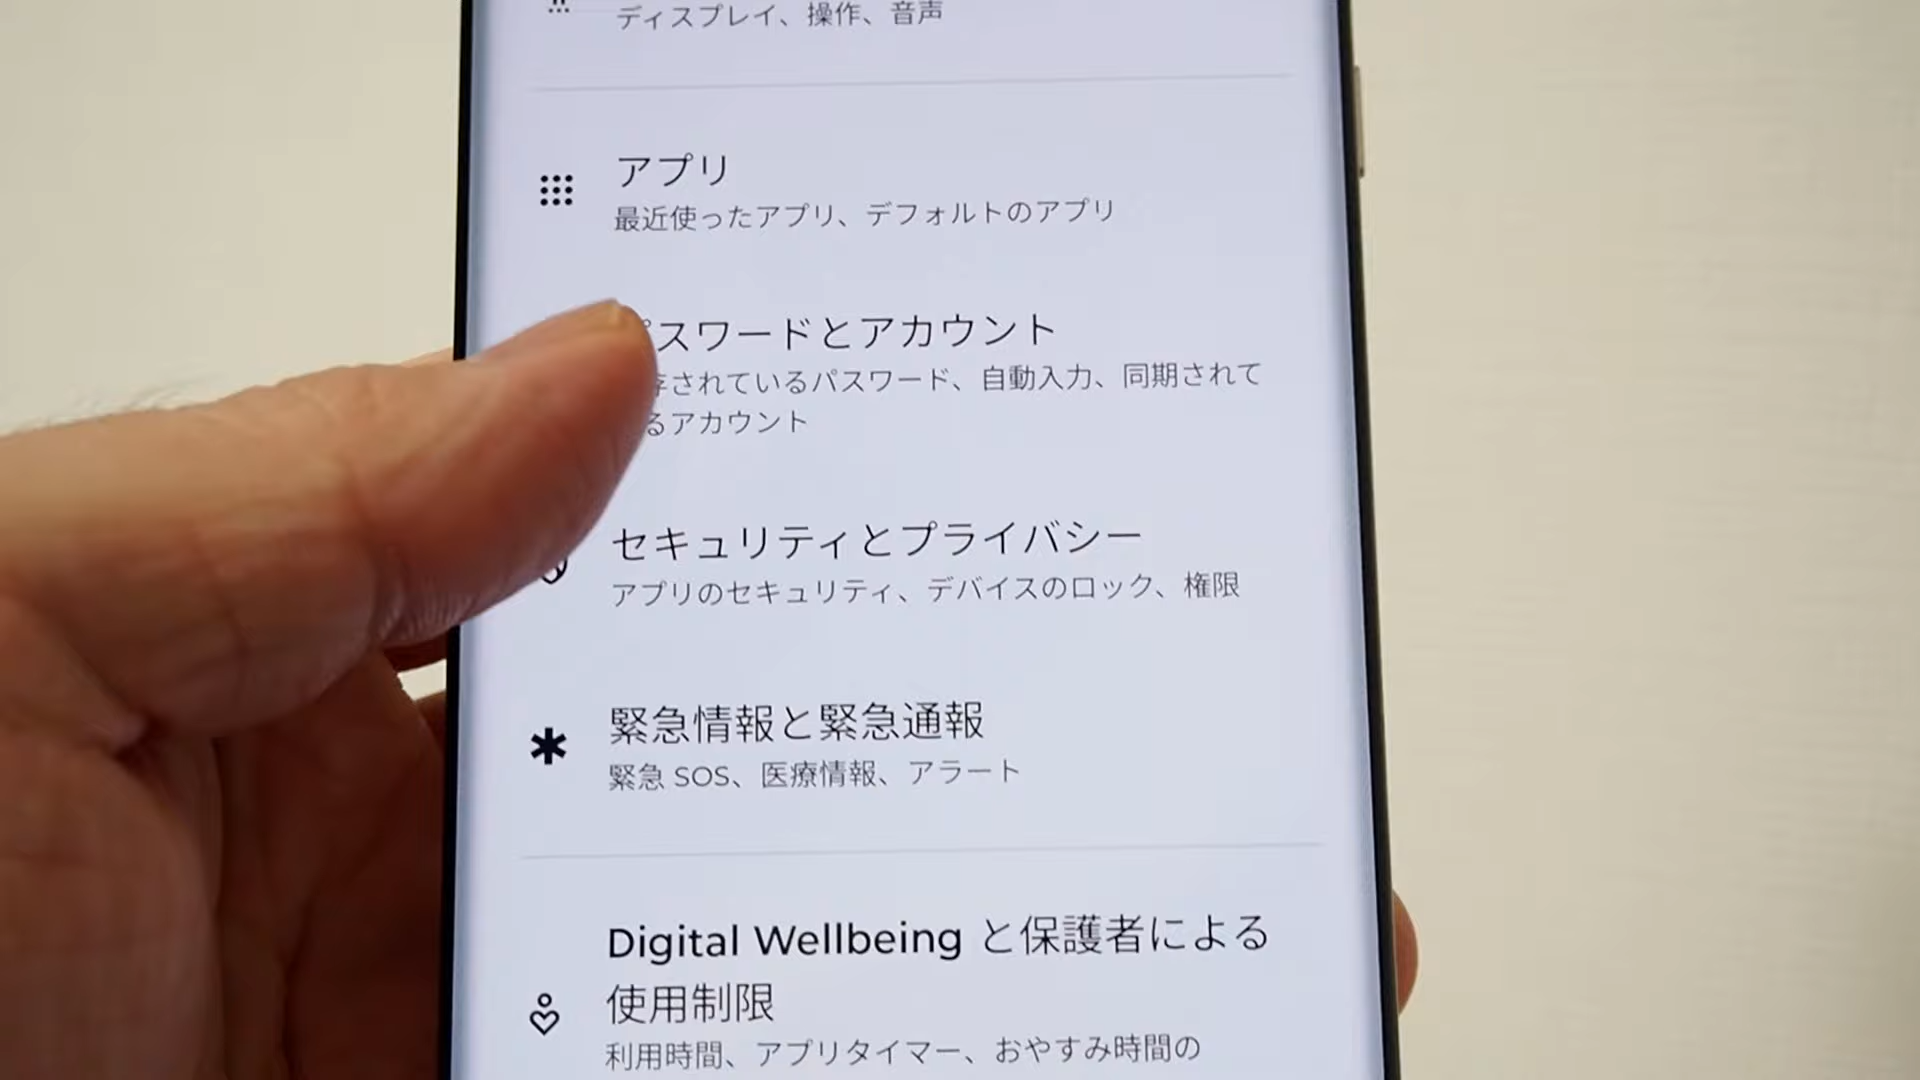 ディスプレイ、操作、音声
アプリ
最近使ったアプリ、デフォルトのアプリ
スワードとアカウント
存されているパスワード、自動入力、同期されて
るアカウント
セキュリティとプライバシー
アプリのセキュリティ、デバイスのロック、権限
緊急情報と緊急通報
緊急 SOS、医療情報、アラート
Digital Wellbeing と保護者による
使用制限
利用時間、アプリタイマー、おやすみ時間の